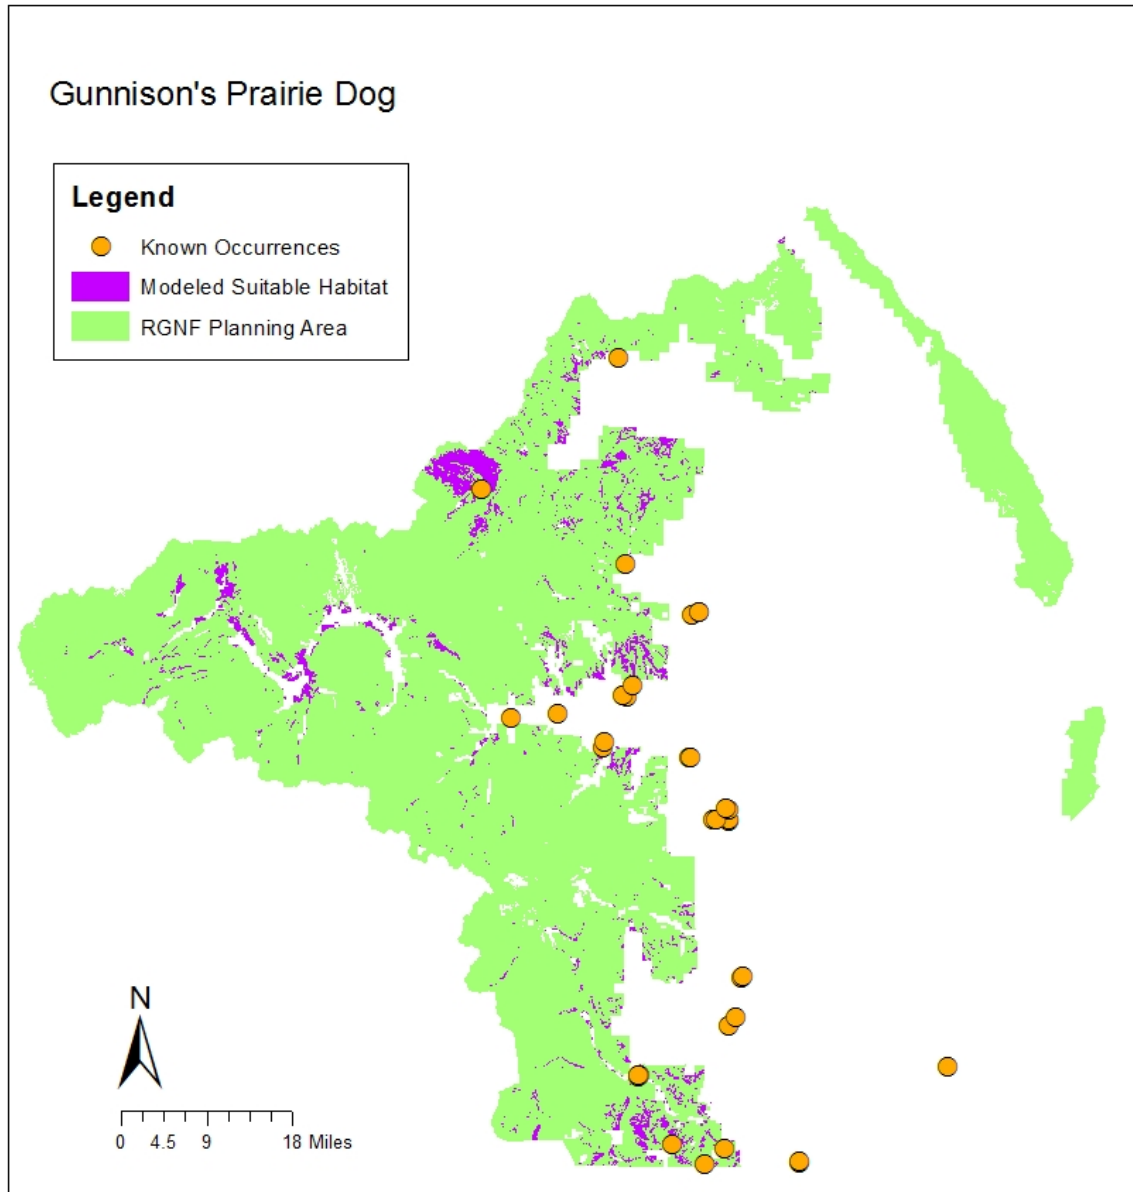 Gunnison's Prairie Dog
Legend
Known Occurrences
Modeled Suitable Habitat
RGNF Planning Area
N
0 4.5 9 18 Miles